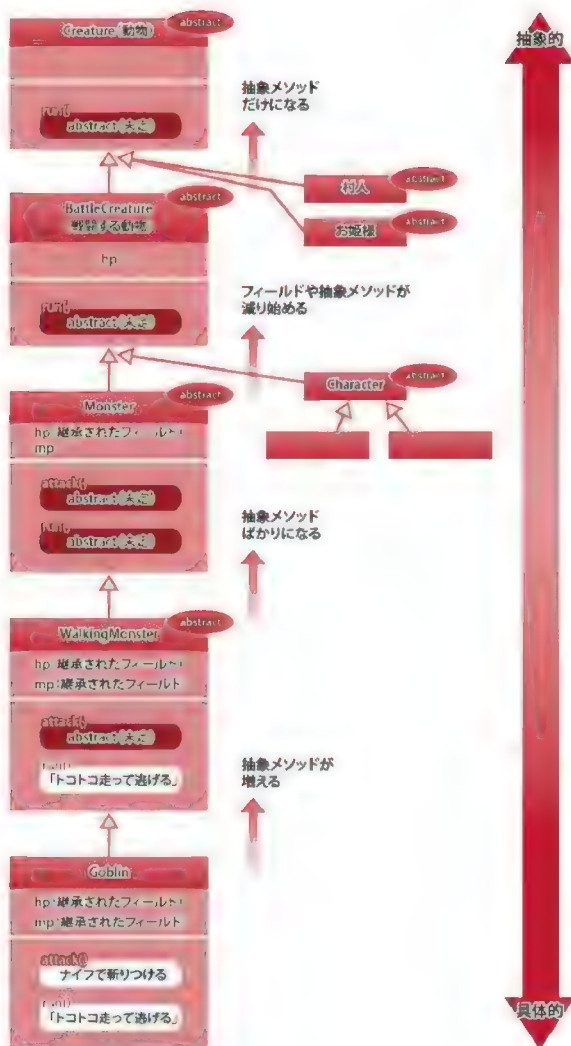 Creature(動物)
abstract
run()
abstract(未定)
抽象メソッド
だけになる
村人
abstract
お姫様
abstract
BattleCreature
戦闘する動物
abstract
hp
run()
abstract(未定)
フィールドや抽象メソッドが
減り始める
Character
abstract
Monster
abstract
hp(継承されたフィールド)
mp
attack()
abstract(未定)
run()
abstract(未定)
抽象メソッド
ばかりになる
WalkingMonster
abstract
hp:継承されたフィールド
mp:継承されたフィールド
attack()
abstract(未定)
run()
「トコトコ走って逃げる」
抽象メソッドが
増える
Goblin
hp:継承されたフィールド
mp:継承されたフィールド
attack()
ナイフで斬りつける
run()
「トコトコ走って逃げる」
抽象的
具体的